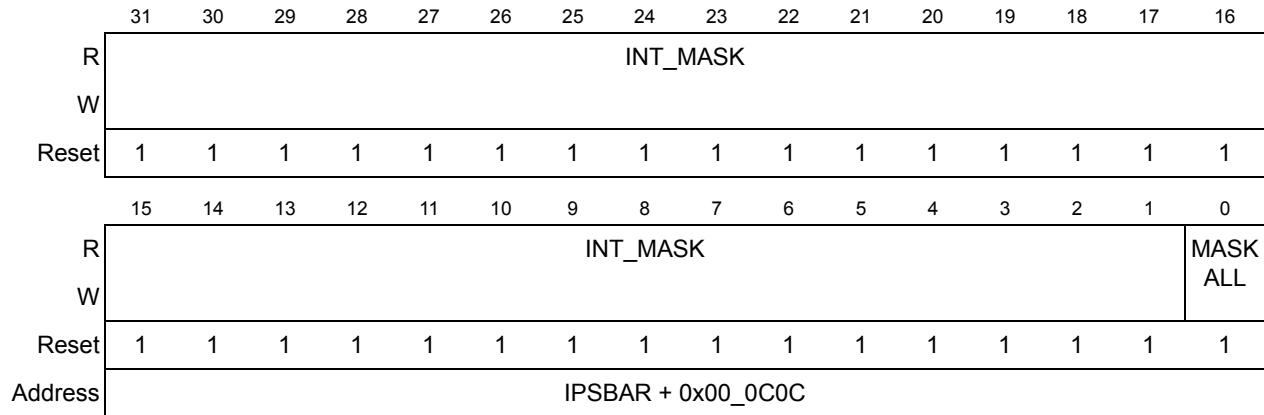 31 30 29 28 27 26 25 24 23 22 21 20 19 18 17 16
R INT_MASK
W
Reset 1 1 1 1 1 1 1 1 1 1 1 1 1 1 1 1
15 14 13 12 11 10 9 8 7 6 5 4 3 2 1 0
R INT_MASK MASK
ALL
W
Reset 1 1 1 1 1 1 1 1 1 1 1 1 1 1 1 1
Address IPSBAR + 0x00_0C0C